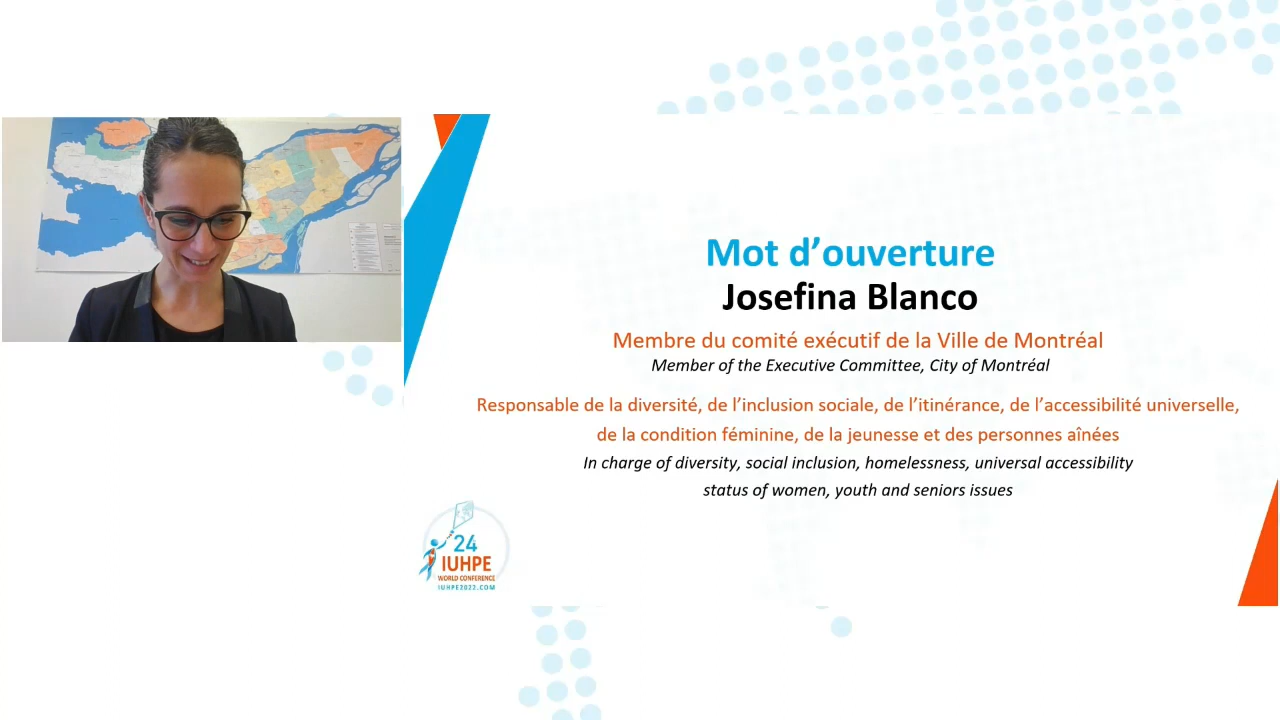 Mot d’ouverture
Josefina Blanco
Membre du comité exécutif de la Ville de Montréal
Member of the Executive Committee, City of Montréal
Responsable de la diversité, de l’inclusion sociale, de l’itinérance, de l’accessibilité universelle,
de la condition féminine, de la jeunesse et des personnes aînées
In charge of diversity, social inclusion, homelessness, universal accessibility
status of women, youth and seniors issues
24
IUHPE
WORLD CONFERENCE
IUHPE2022.COM